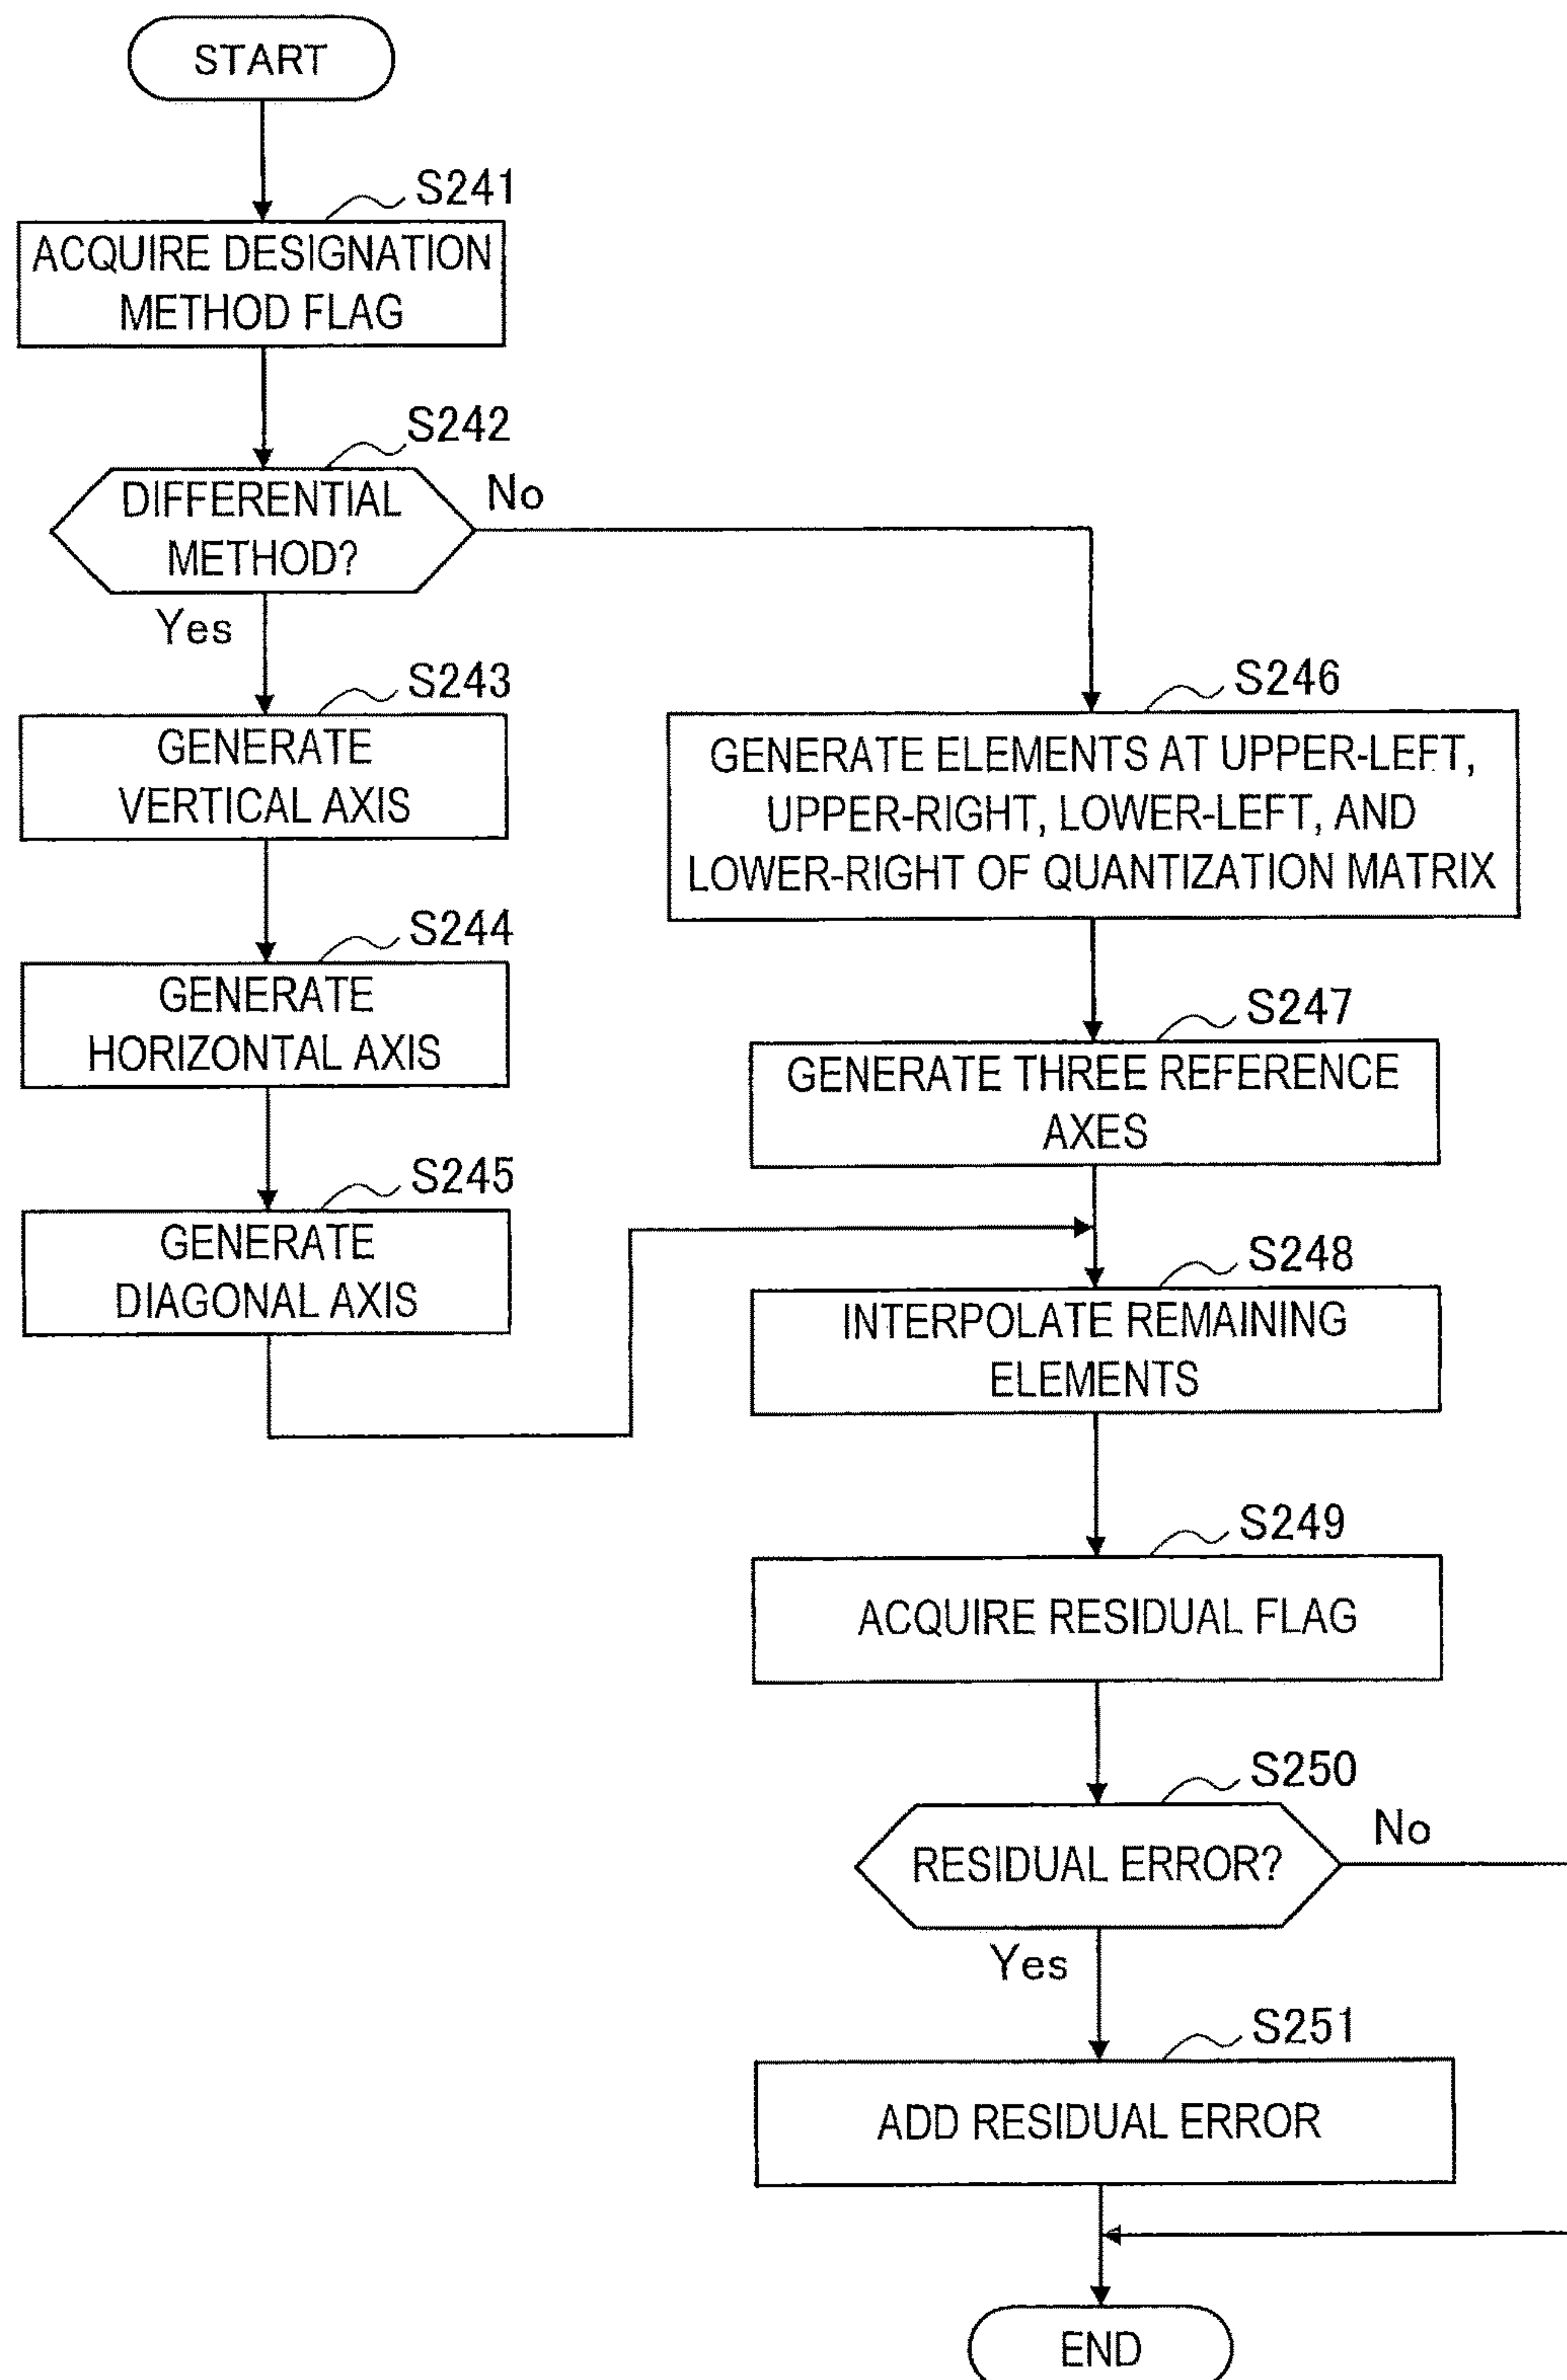 START
S241
ACQUIRE DESIGNATION
METHOD FLAG
S242
DIFFERENTIAL
METHOD?
No
Yes
S243
GENERATE
VERTICAL AXIS
S244
GENERATE
HORIZONTAL AXIS
S245
GENERATE
DIAGONAL AXIS
S246
GENERATE ELEMENTS AT UPPER-LEFT,
UPPER-RIGHT, LOWER-LEFT, AND
LOWER-RIGHT OF QUANTIZATION MATRIX
S247
GENERATE THREE REFERENCE
AXES
S248
INTERPOLATE REMAINING
ELEMENTS
S249
ACQUIRE RESIDUAL FLAG
S250
RESIDUAL ERROR?
No
Yes
S251
ADD RESIDUAL ERROR
END